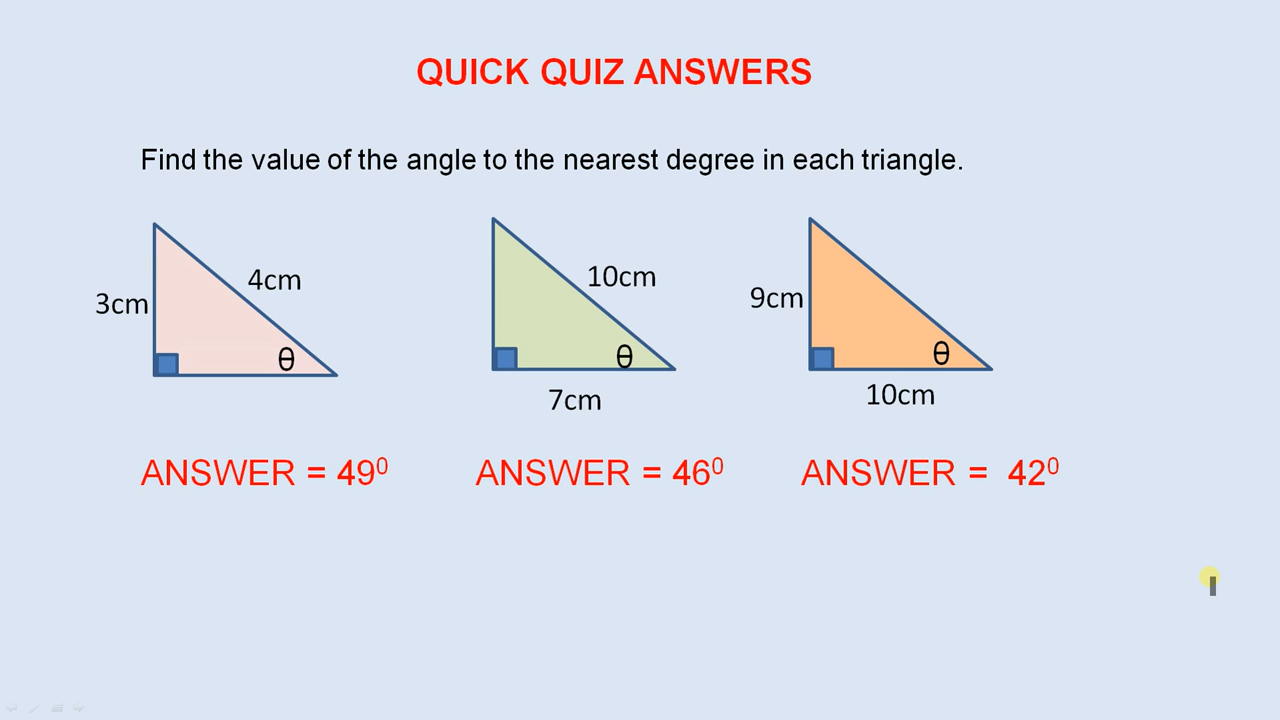 QUICK QUIZ ANSWERS
Find the value of the angle to the nearest degree in each triangle.
3cm
4cm
θ
10cm
θ
7cm
9cm
θ
10cm
ANSWER = 49⁰
ANSWER = 46⁰
ANSWER = 42⁰